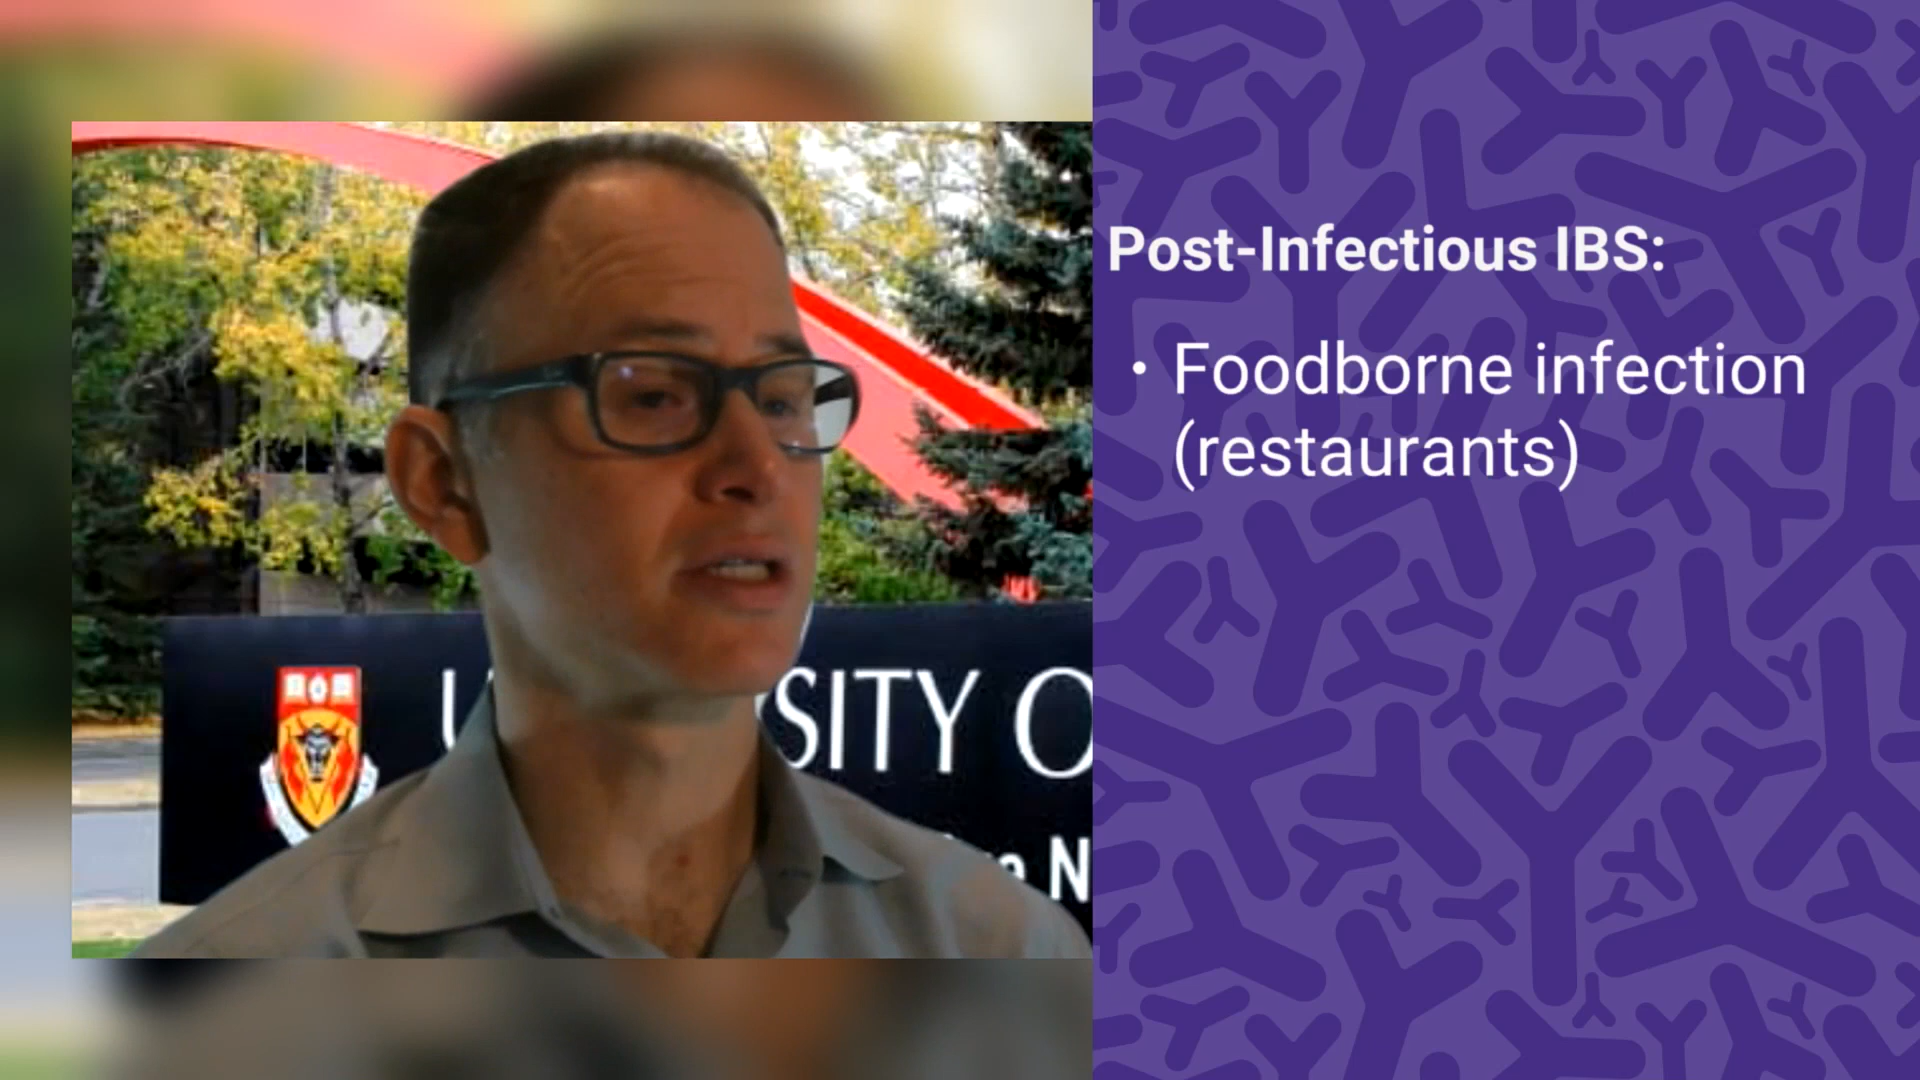 Post-Infectious IBS:
• Foodborne infection
(restaurants)
SITY O
N